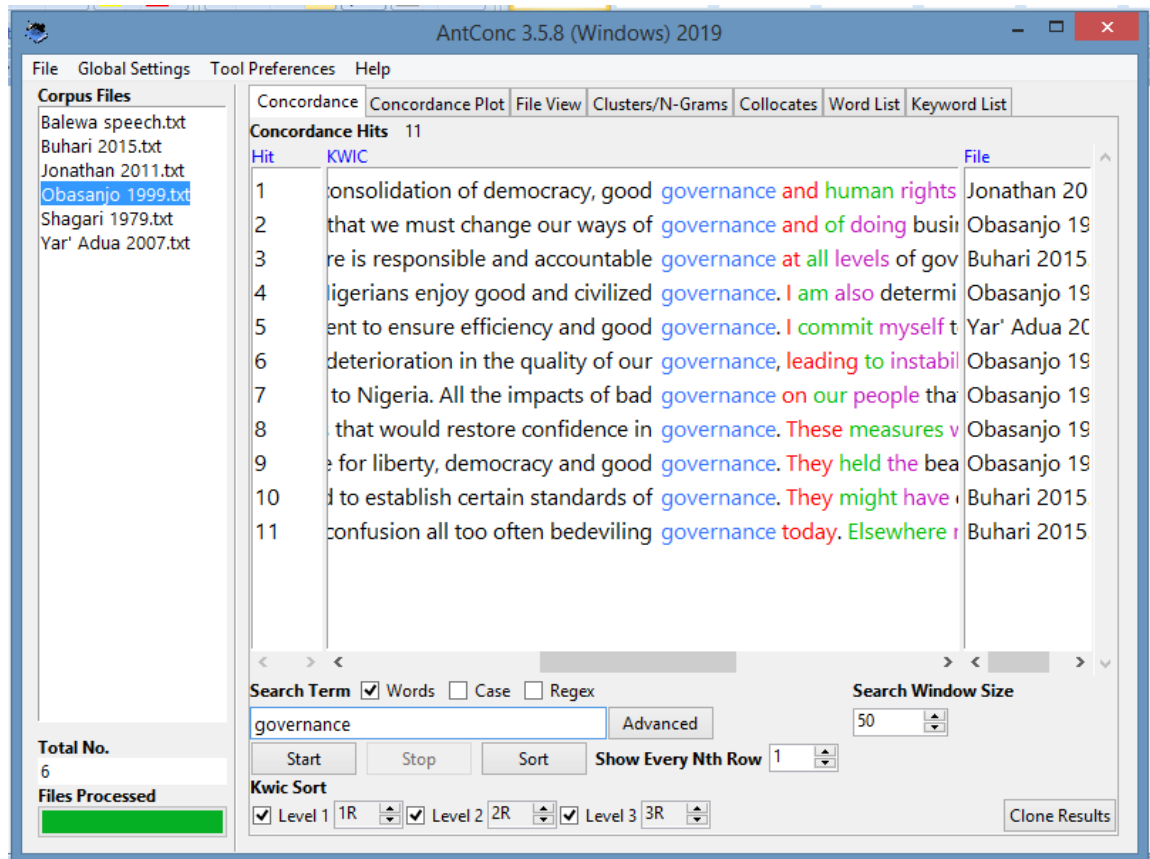 AntConc 3.5.8 (Windows) 2019
File Global Settings Tool Preferences Help
Corpus Files
Balewa speech.txt
Buhari 2015.txt
Jonathan 2011.txt
Obasanjo 1999.txt
Shagari 1979.txt
Yar' Adua 2007.txt
Total No.
6
Files Processed
Concordance Concordance Plot File View Clusters/N-Grams Collocates Word List Keyword List
Concordance Hits 11
Hit KWIC File
1 consolidation of democracy, good governance and human rights Jonathan 20
2 that we must change our ways of governance and of doing busin Obasanjo 19
3 re is responsible and accountable governance at all levels of gov Buhari 2015.
4 ligerians enjoy good and civilized governance. I am also determi Obasanjo 19
5 ent to ensure efficiency and good governance. I commit myself t Yar' Adua 20
6 deterioration in the quality of our governance, leading to instabil Obasanjo 19
7 to Nigeria. All the impacts of bad governance on our people tha Obasanjo 19
8 that would restore confidence in governance. These measures w Obasanjo 19
9 e for liberty, democracy and good governance. They held the bea Obasanjo 19
10 d to establish certain standards of governance. They might have Buhari 2015.
11 confusion all too often bedeviling governance today. Elsewhere r Buhari 2015.
Search Term Words Case Regex Search Window Size
governance Advanced 50
Start Stop Sort Show Every Nth Row 1
Kwic Sort
Level 1 1R Level 2 2R Level 3 3R Clone Results